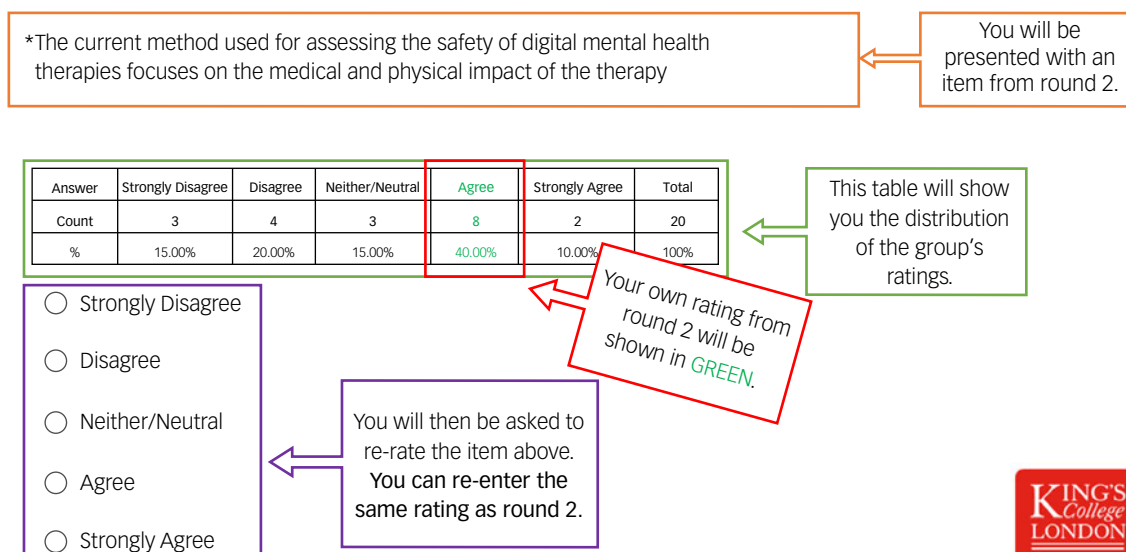 *The current method used for assessing the safety of digital mental health
therapies focuses on the medical and physical impact of the therapy
You will be
presented with an
item from round 2.
Answer Strongly Disagree Disagree Neither/Neutral Agree Strongly Agree Total
Count 3 4 3 8 2 20
% 15.00% 20.00% 15.00% 40.00% 10.00% 100%
This table will show
you the distribution
of the group's
ratings.
Your own rating from
round 2 will be
shown in GREEN.
Strongly Disagree
Disagree
Neither/Neutral
Agree
Strongly Agree
You will then be asked to
re-rate the item above.
You can re-enter the
same rating as round 2.
KING'S
College
LONDON